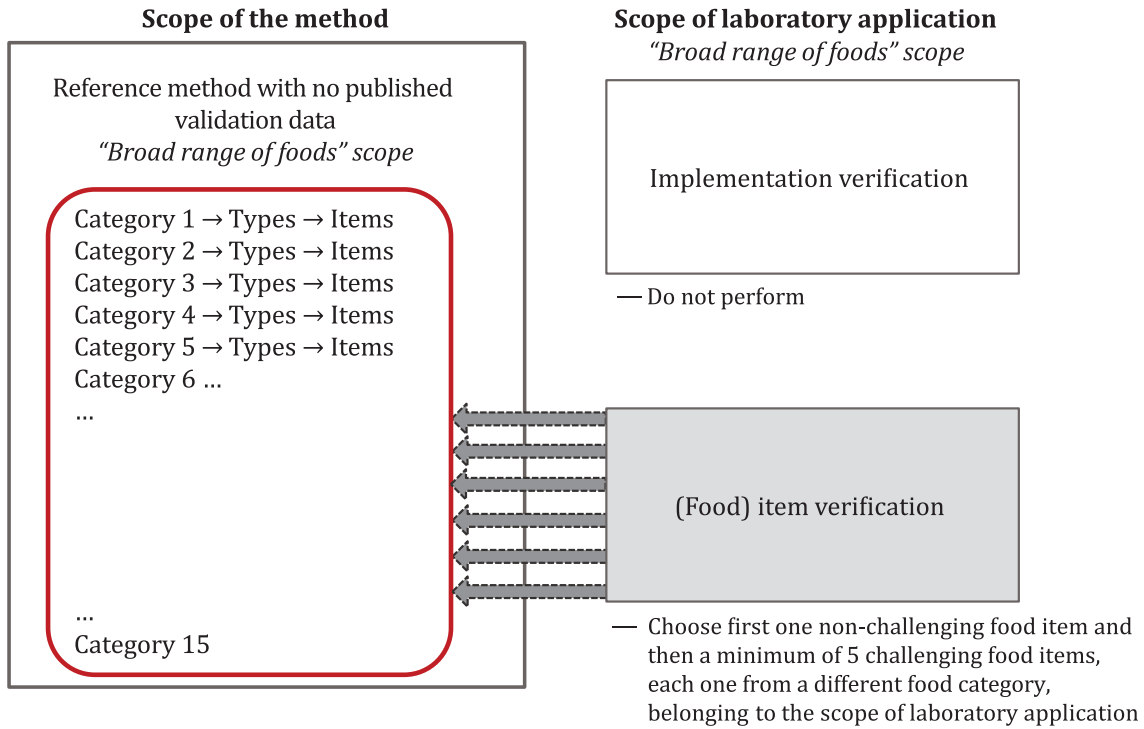 Scope of the method
Reference method with no published
validation data
“Broad range of foods” scope
Category 1 → Types → Items
Category 2 → Types → Items
Category 3 → Types → Items
Category 4 → Types → Items
Category 5 → Types → Items
Category 6 ...
...
...
Category 15
Scope of laboratory application
“Broad range of foods” scope
Implementation verification
— Do not perform
(Food) item verification
— Choose first one non-challenging food item and
then a minimum of 5 challenging food items,
each one from a different food category,
belonging to the scope of laboratory application